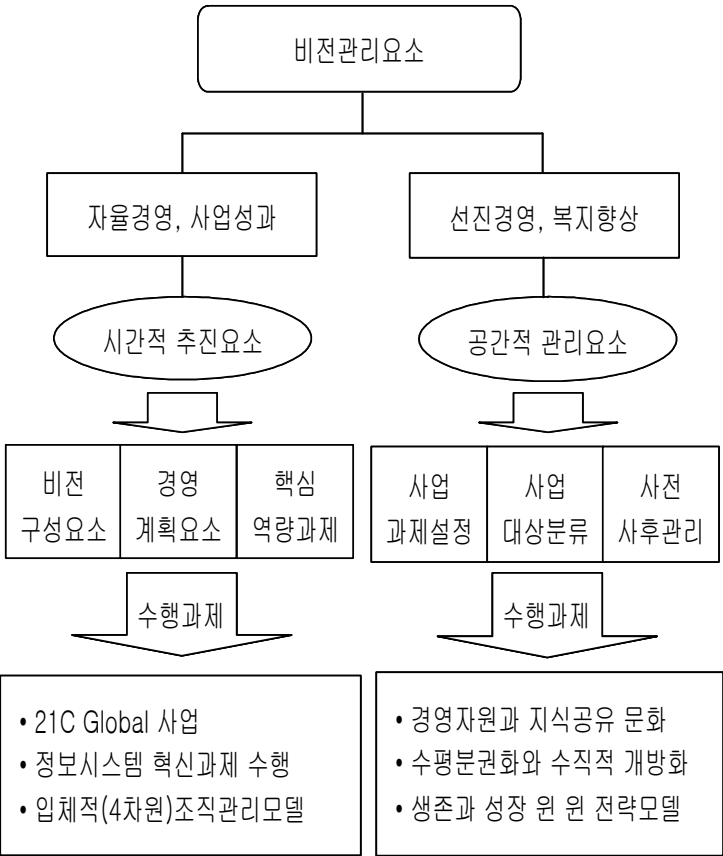 비전관리요소
자율경영, 사업성과
선진경영, 복지향상
시간적 추진요소
공간적 관리요소
비전
구성요소
경영
계획요소
핵심
역량과제
사업
과제설정
사업
대상분류
사전
사후관리
수행과제
수행과제
• 21C Global 사업
• 정보시스템 혁신과제 수행
• 입체적(4차원)조직관리모델
• 경영자원과 지식공유 문화
• 수평분권화와 수직적 개방화
• 생존과 성장 윈 윈 전략모델